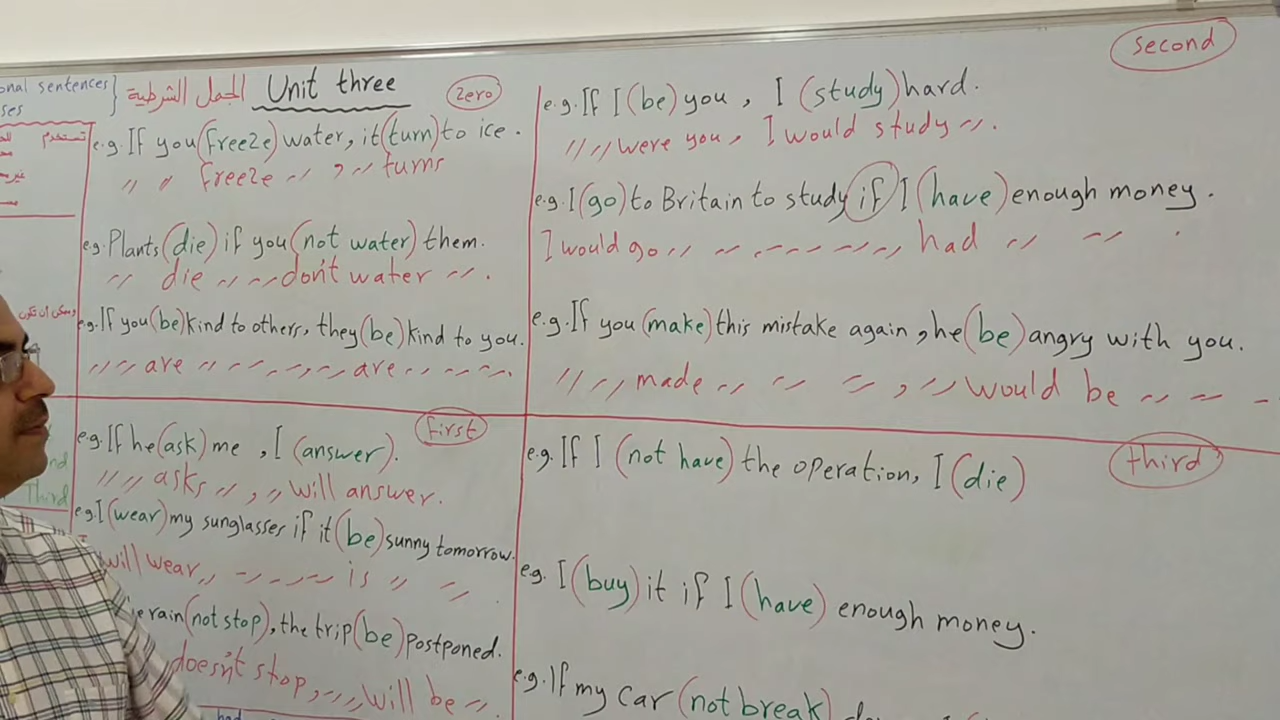 onal sentences }
ses
الجمل الشرطية
Unit three
zero
تستخدم
e.g. If you (freeze) water, it (turn) to ice.
" " freeze " , " turns
e.g. Plants (die) if you (not water) them.
" die " " don't water " .
e.g. If you (be) kind to others, they (be) kind to you.
" " are " " " " " are " " " .
first
e.g. If he (ask) me , I (answer).
" " asks " , " will answer.
e.g. I (wear) my sunglasses if it (be) sunny tomorrow.
will wear " " " " " is " "
rain (not stop), the trip (be) postponed.
doesn't stop, " " will be " .
Third
had
second
e.g. If I (be) you , I (study) hard.
" " were you , I would study " .
e.g. I (go) to Britain to study if I (have) enough money.
I would go " " " " " " " had " " .
e.g. If you (make) this mistake again , he (be) angry with you.
" " made " " " , " would be " " "
third
e.g. If I (not have) the operation, I (die)
e.g. I (buy) it if I (have) enough money.
e.g. If my car (not break)